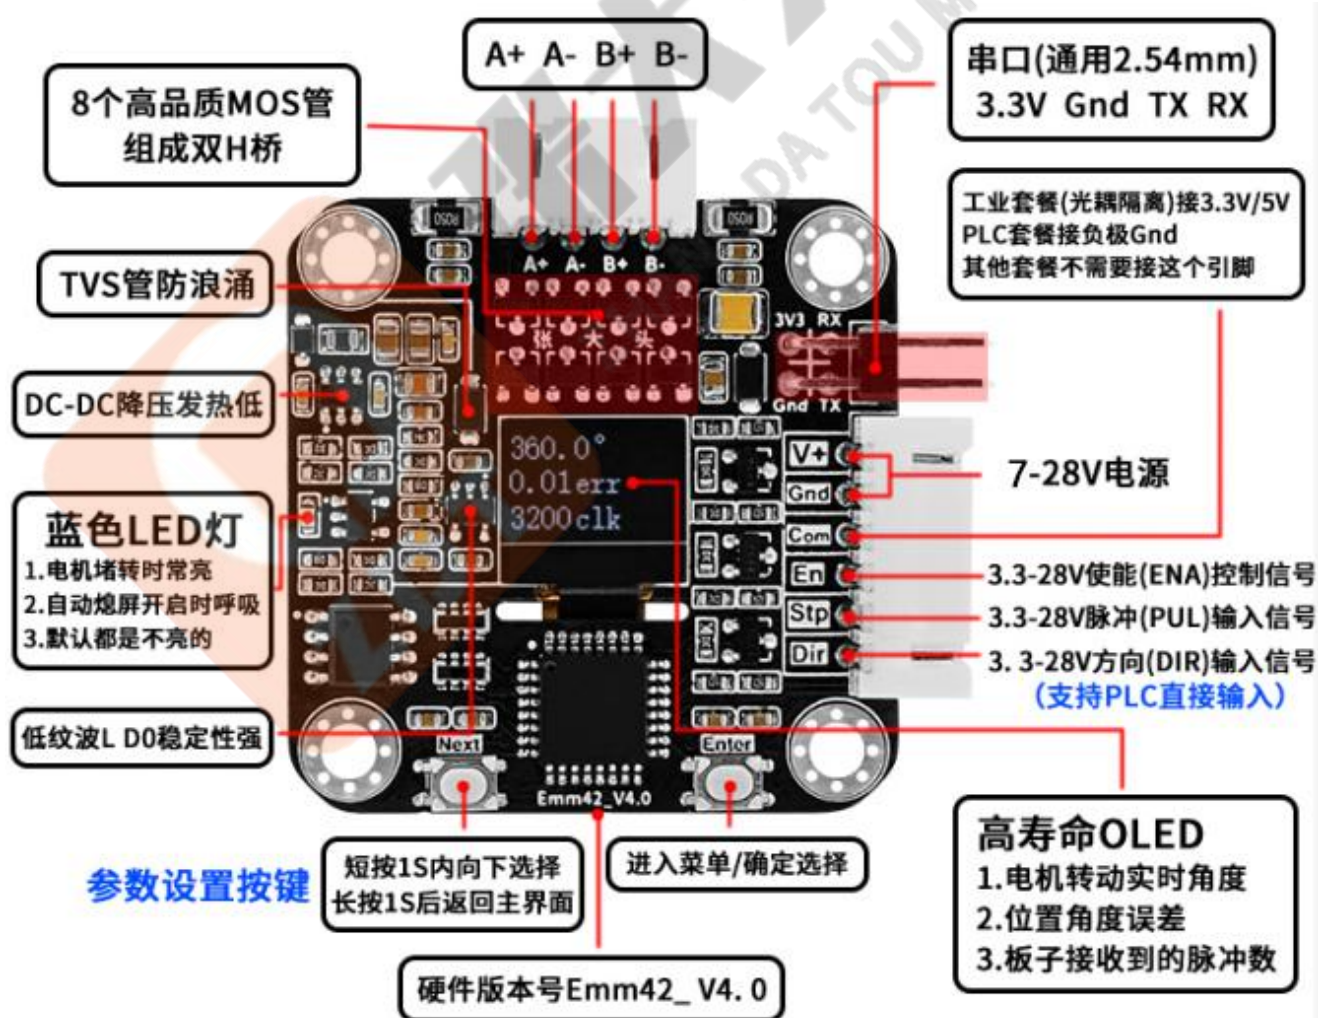 A+ A- B+ B-
串口(通用2.54mm)
3.3V Gnd TX RX
8个高品质MOS管
组成双H桥
工业套餐(光耦隔离)接3.3V/5V
PLC套餐接负极Gnd
其他套餐不需要接这个引脚
DA TOU
R050
R050
A+ A- B+ B-
TVS管防浪涌
张 大 头
3V3 RX
Gnd TX
DC-DC降压发热低
360.0°
0.01err
3200clk
V+
Gnd
Com
En
Stp
Dir
7-28V电源
蓝色LED灯
1.电机堵转时常亮
2.自动熄屏开启时呼吸
3.默认都是不亮的
3.3-28V使能(ENA)控制信号
3.3-28V脉冲(PUL)输入信号
3. 3-28V方向(DIR)输入信号
(支持PLC直接输入)
低纹波L D0稳定性强
Next
Enter
Emm42_V4.0
参数设置按键
短按1S内向下选择
长按1S后返回主界面
进入菜单/确定选择
高寿命OLED
1.电机转动实时角度
2.位置角度误差
3.板子接收到的脉冲数
硬件版本号Emm42_ V4. 0